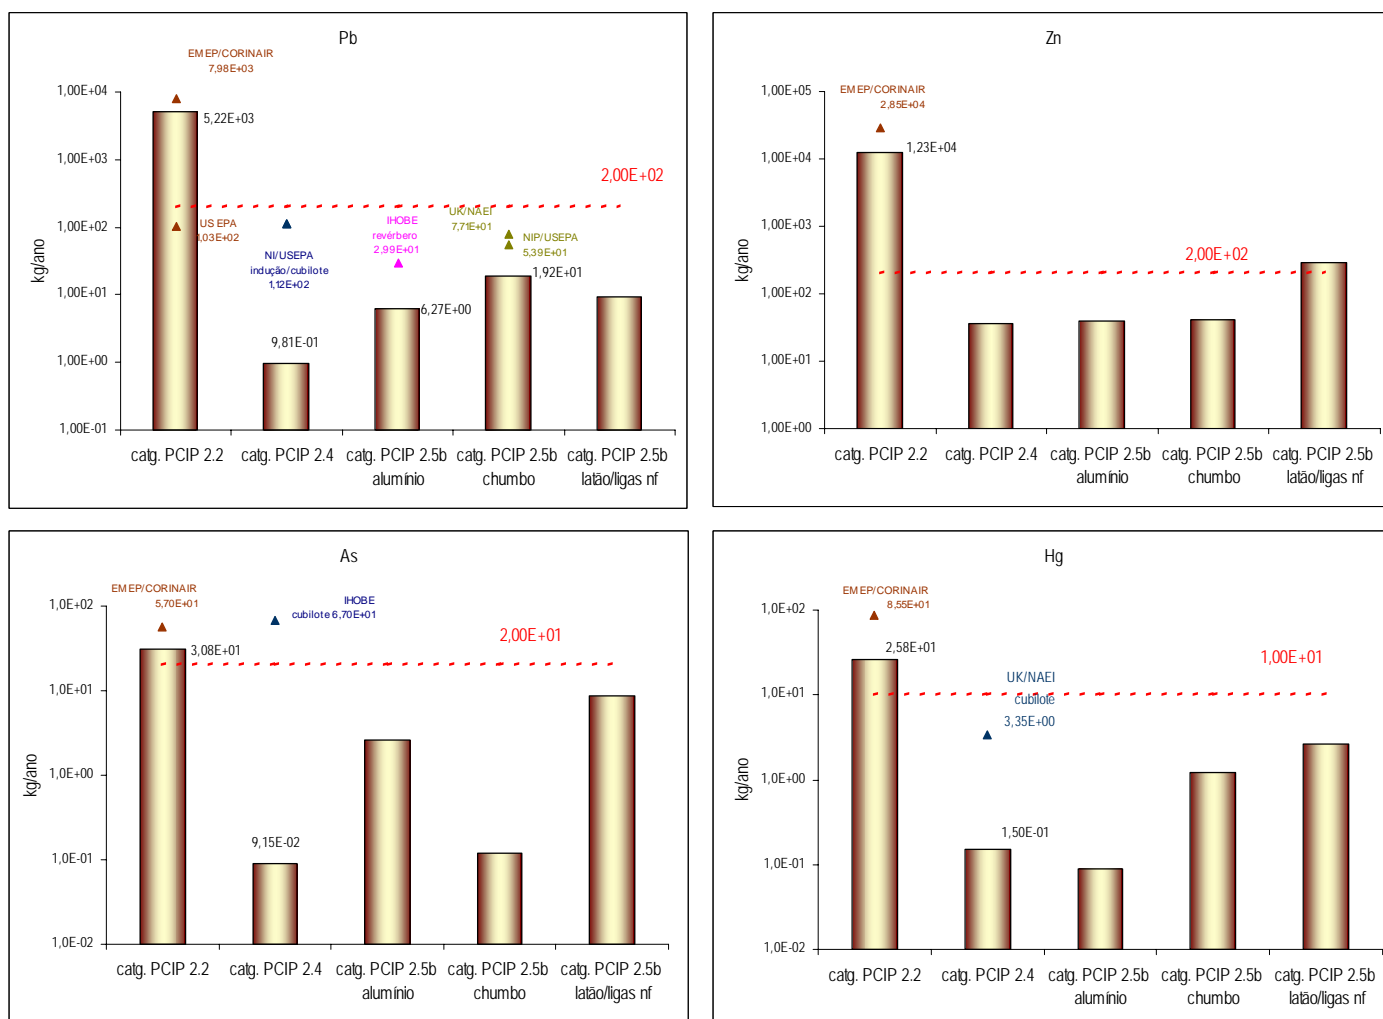 Pb
EMEP/CORINAIR
7,98E+03
1,00E+04
5,22E+03
1,00E+03
2,00E+02
US EPA
1,03E+02
1,00E+02
NI/USEPA
indução/cubilote
1,12E+02
IHOBE
revérbero
2,99E+01
UK/NAEI
7,71E+01
NIP/USEPA
5,39E+01
1,92E+01
1,00E+01
6,27E+00
9,81E-01
1,00E+00
1,00E-01
kg/ano
catg. PCIP 2.2
catg. PCIP 2.4
catg. PCIP 2.5b
alumínio
catg. PCIP 2.5b
chumbo
catg. PCIP 2.5b
latão/ligas nf
Zn
1,00E+05
EMEP/CORINAIR
2,85E+04
1,23E+04
1,00E+04
1,00E+03
2,00E+02
1,00E+02
1,00E+01
1,00E+00
kg/ano
catg. PCIP 2.2
catg. PCIP 2.4
catg. PCIP 2.5b
alumínio
catg. PCIP 2.5b
chumbo
catg. PCIP 2.5b
latão/ligas nf
As
EMEP/CORINAIR
5,70E+01
1,0E+02
IHOBE
cubilote 6,70E+01
3,08E+01
2,00E+01
1,0E+01
1,0E+00
9,15E-02
1,0E-01
1,0E-02
kg/ano
catg. PCIP 2.2
catg. PCIP 2.4
catg. PCIP 2.5b
alumínio
catg. PCIP 2.5b
chumbo
catg. PCIP 2.5b
latão/ligas nf
Hg
EMEP/CORINAIR
8,55E+01
1,0E+02
2,58E+01
1,00E+01
UK/NAEI
cubilote
3,35E+00
1,0E+01
1,0E+00
1,50E-01
1,0E-01
1,0E-02
kg/ano
catg. PCIP 2.2
catg. PCIP 2.4
catg. PCIP 2.5b
alumínio
catg. PCIP 2.5b
chumbo
catg. PCIP 2.5b
latão/ligas nf